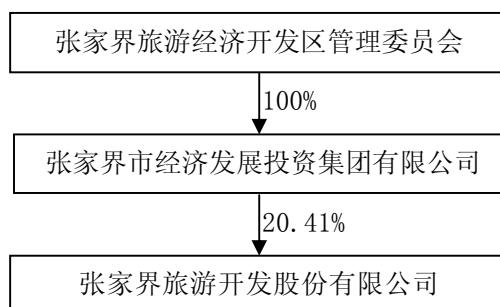 张家界旅游经济开发区管理委员会
100%
张家界市经济发展投资集团有限公司
20.41%
张家界旅游开发股份有限公司